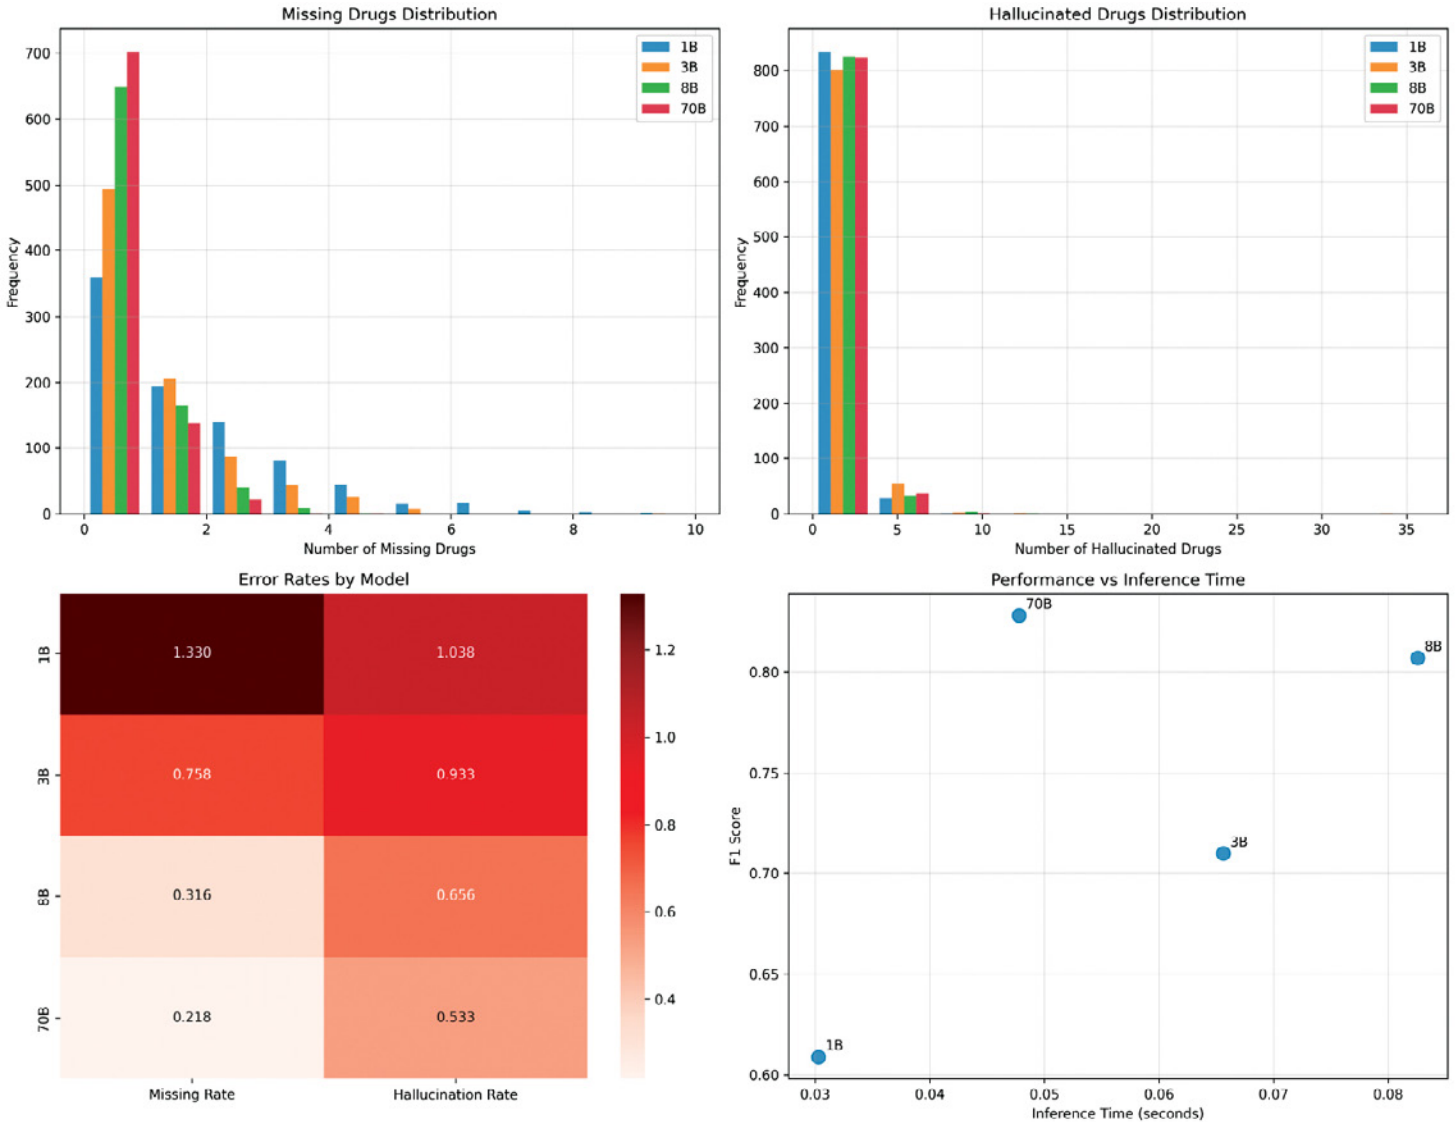 Missing Drugs Distribution
700
600
500
400
300
200
100
0
Frequency
0 2 4 6 8 10
Number of Missing Drugs
1B
3B
8B
70B
Hallucinated Drugs Distribution
800
700
600
500
400
300
200
100
0
Frequency
0 5 10 15 20 25 30 35
Number of Hallucinated Drugs
1B
3B
8B
70B
Error Rates by Model
1B 1.330 1.038
3B 0.758 0.933
8B 0.316 0.656
70B 0.218 0.533
Missing Rate Hallucination Rate
1.2
1.0
0.8
0.6
0.4
Performance vs Inference Time
0.80
0.75
0.70
0.65
0.60
F1 Score
70B
8B
3B
1B
0.03 0.04 0.05 0.06 0.07 0.08
Inference Time (seconds)